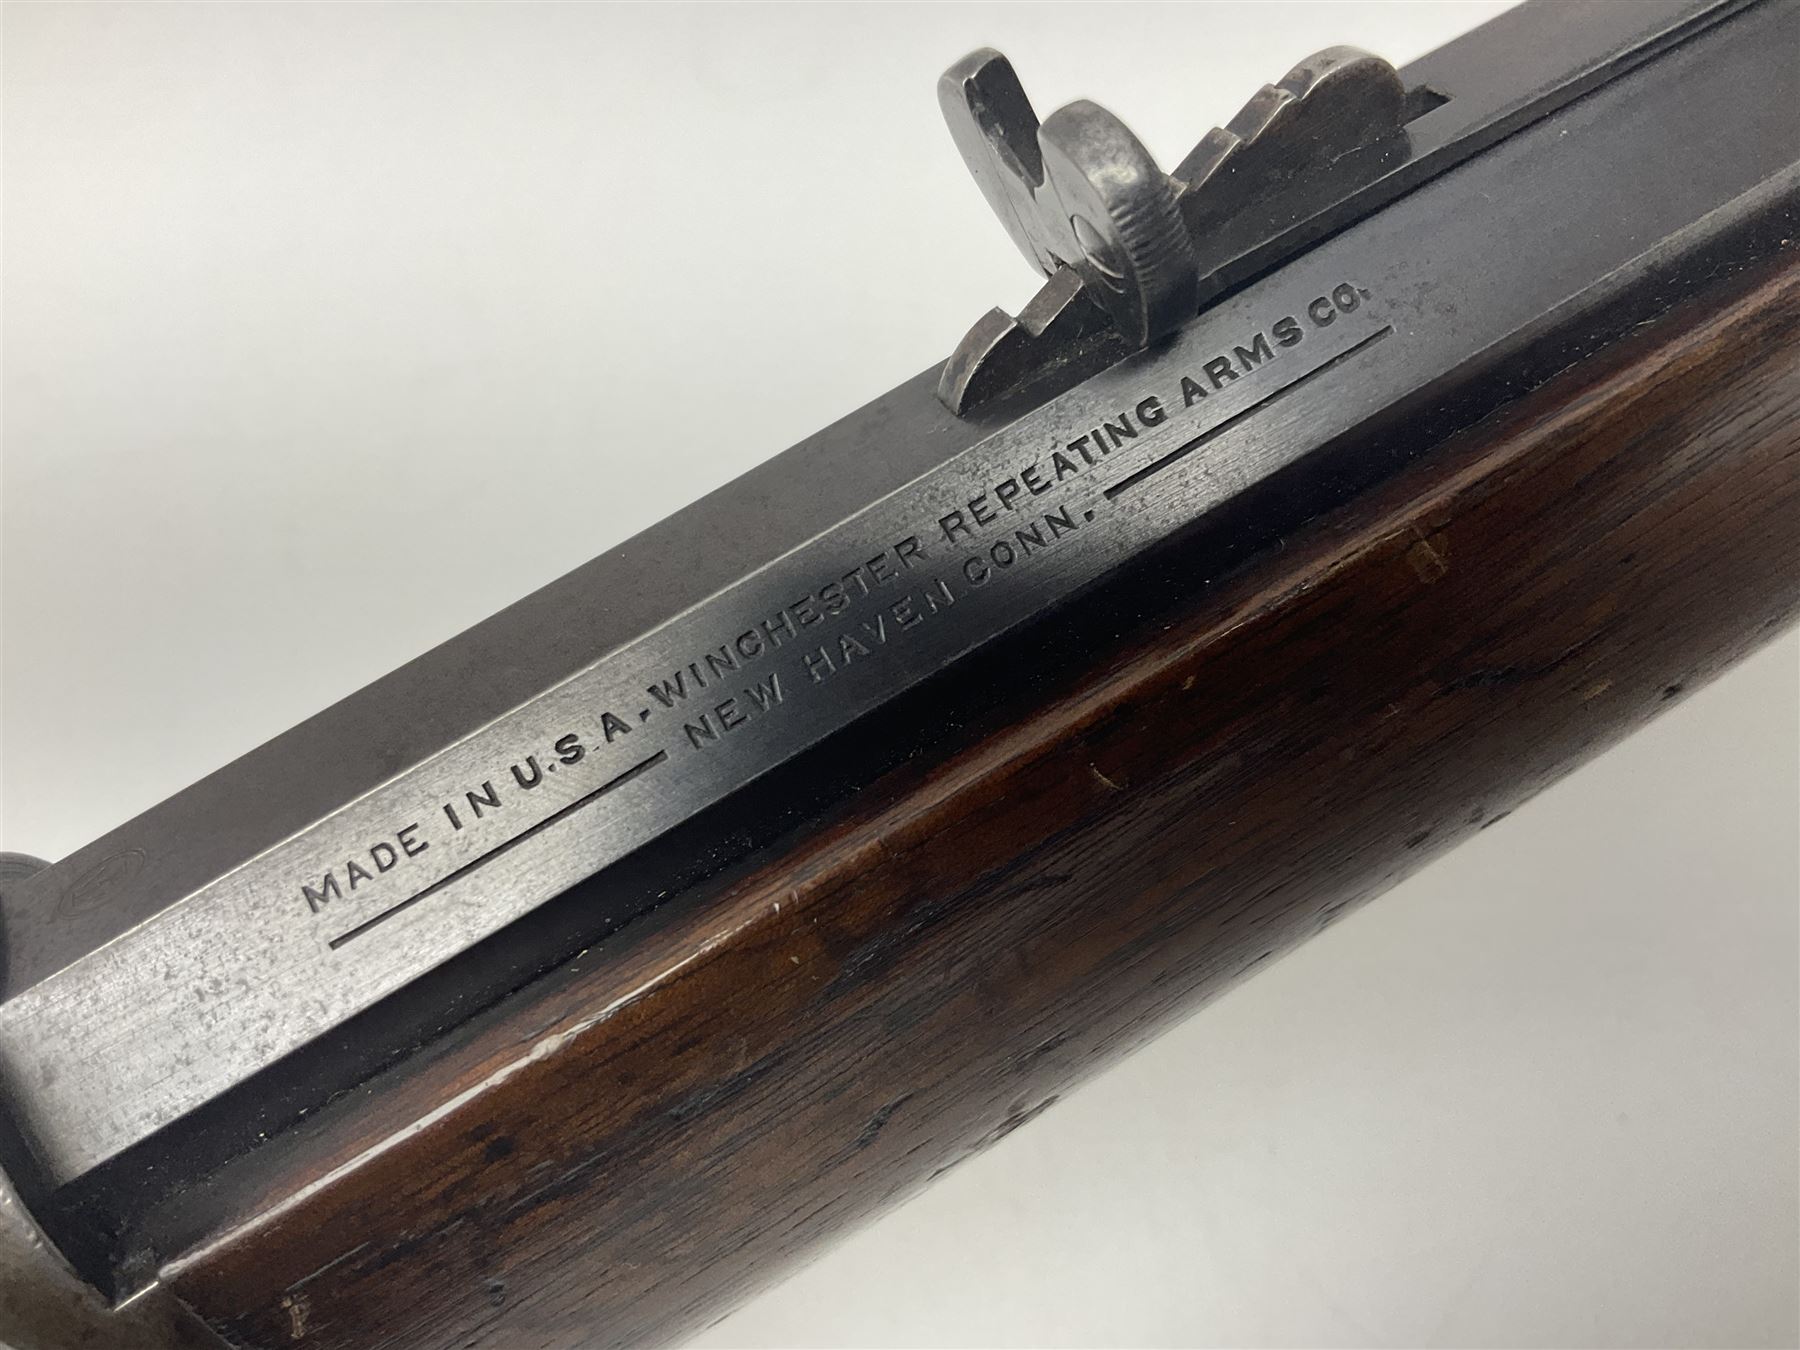 MADE IN U.S.A. WINCHESTER REPEATING ARMS CO.
NEW HAVEN. CONN.